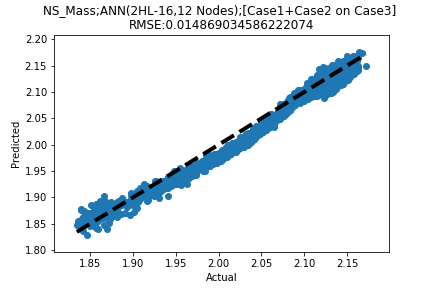 NS_Mass;ANN(2HL-16,12 Nodes);[Case1+Case2 on Case3]
RMSE:0.014869034586222074
2.20
2.15
2.10
2.05
2.00
1.95
1.90
1.85
1.80
Predicted
1.85 1.90 1.95 2.00 2.05 2.10 2.15
Actual